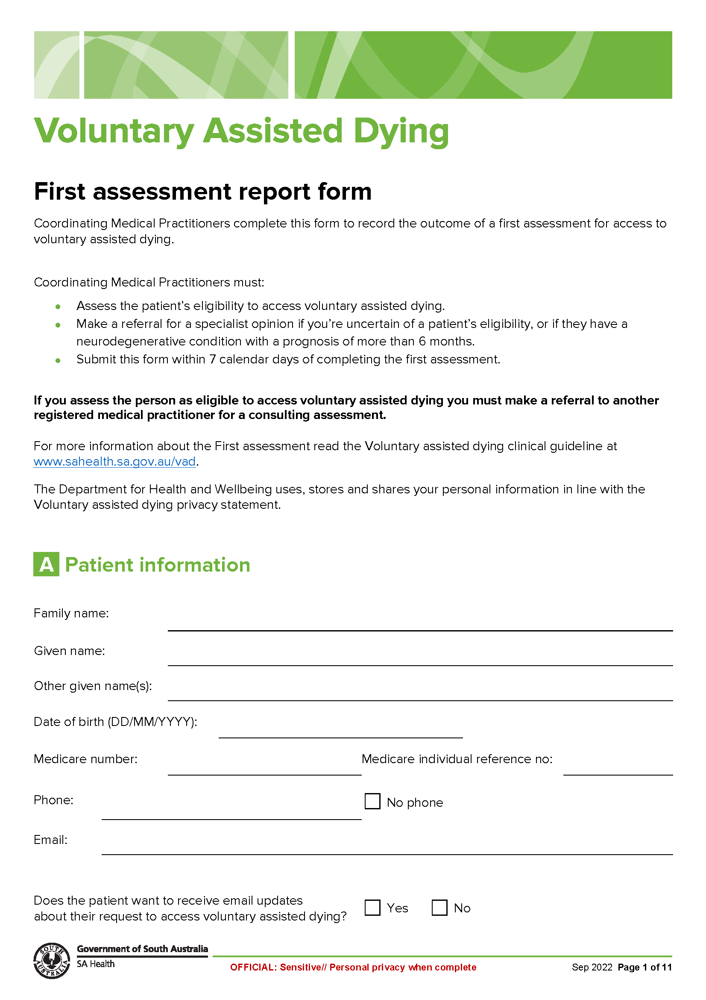 Voluntary Assisted Dying
First assessment report form
Coordinating Medical Practitioners complete this form to record the outcome of a first assessment for access to
voluntary assisted dying.
Coordinating Medical Practitioners must:
• Assess the patient’s eligibility to access voluntary assisted dying.
• Make a referral for a specialist opinion if you’re uncertain of a patient’s eligibility, or if they have a
neurodegenerative condition with a prognosis of more than 6 months.
• Submit this form within 7 calendar days of completing the first assessment.
If you assess the person as eligible to access voluntary assisted dying you must make a referral to another
registered medical practitioner for a consulting assessment.
For more information about the First assessment read the Voluntary assisted dying clinical guideline at
www.sahealth.sa.gov.au/vad.
The Department for Health and Wellbeing uses, stores and shares your personal information in line with the
Voluntary assisted dying privacy statement.
A Patient information
Family name:
Given name:
Other given name(s):
Date of birth (DD/MM/YYYY):
Medicare number: Medicare individual reference no:
Phone: No phone
Email:
Does the patient want to receive email updates
about their request to access voluntary assisted dying? Yes No
SOUTH AUSTRALIA
Government of South Australia
SA Health
OFFICIAL: Sensitive// Personal privacy when complete
Sep 2022 Page 1 of 11